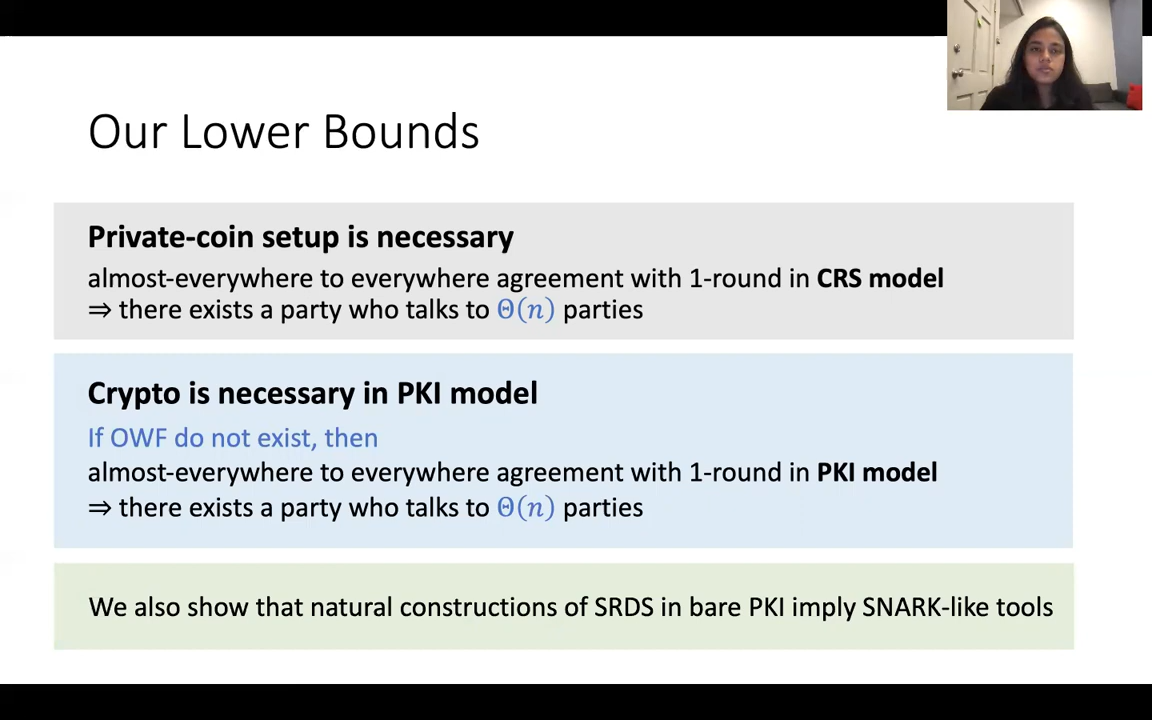 Our Lower Bounds
Private-coin setup is necessary
almost-everywhere to everywhere agreement with 1-round in CRS model
⇒ there exists a party who talks to Θ(n) parties
Crypto is necessary in PKI model
If OWF do not exist, then
almost-everywhere to everywhere agreement with 1-round in PKI model
⇒ there exists a party who talks to Θ(n) parties
We also show that natural constructions of SRDS in bare PKI imply SNARK-like tools